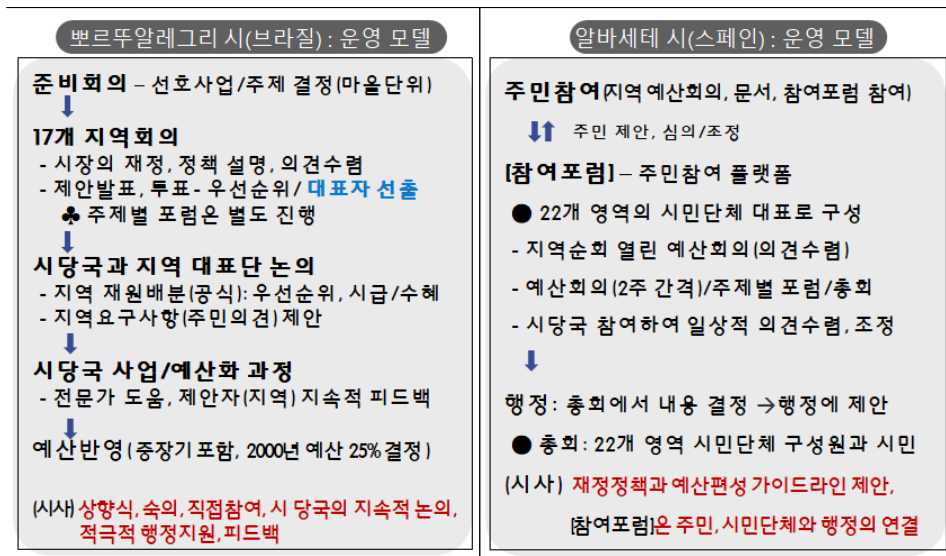 뽀르뚜알레그리 시(브라질) : 운영 모델
준비회의 – 선호사업/주제 결정(마을단위)
17개 지역회의
- 시장의 재정, 정책 설명, 의견수렴
- 제안발표, 투표 - 우선순위/ 대표자 선출
♣ 주제별 포럼은 별도 진행
시당국과 지역 대표단 논의
- 지역 재원배분(공식): 우선순위, 시급/수혜
- 지역요구사항(주민의견) 제안
시당국 사업/예산화 과정
- 전문가 도움, 제안자(지역) 지속적 피드백
예산반영(중장기 포함, 2000년 예산 25% 결정)
(시사) 상향식, 숙의, 직접참여, 시 당국의 지속적 논의,
적극적 행정지원, 피드백
알바세테 시(스페인) : 운영 모델
주민참여(지역 예산회의, 문서, 참여포럼 참여)
주민 제안, 심의/조정
[참여포럼] – 주민참여 플랫폼
● 22개 영역의 시민단체 대표로 구성
- 지역순회 열린 예산회의(의견수렴)
- 예산회의(2주 간격)/주제별 포럼/총회
- 시당국 참여하여 일상적 의견수렴, 조정
행정: 총회에서 내용 결정 →행정에 제안
● 총회: 22개 영역 시민단체 구성원과 시민
(시사) 재정정책과 예산편성 가이드라인 제안,
[참여포럼]은 주민,시민단체와 행정의 연결